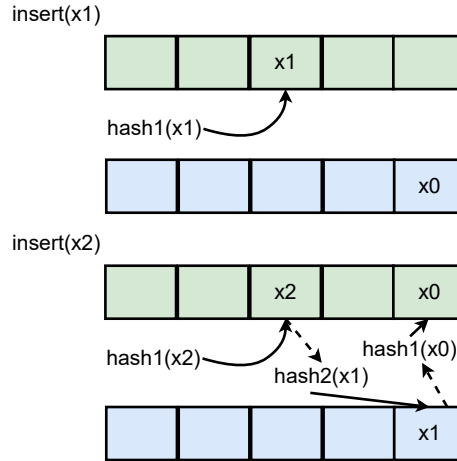 insert(x1)
x1
hash1(x1)
x0
insert(x2)
x2
x0
hash1(x2)
hash1(x0)
hash2(x1)
x1